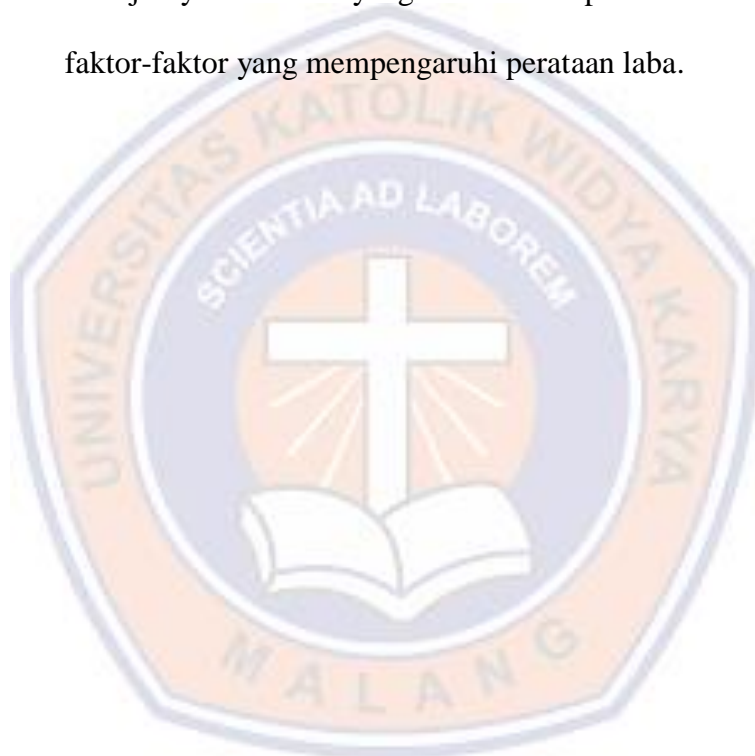 faktor-faktor yang mempengaruhi perataan laba.
UNIVERSITAS KATOLIK WIDYA KARYA
SCIENTIA AD LABOREM
MALANG